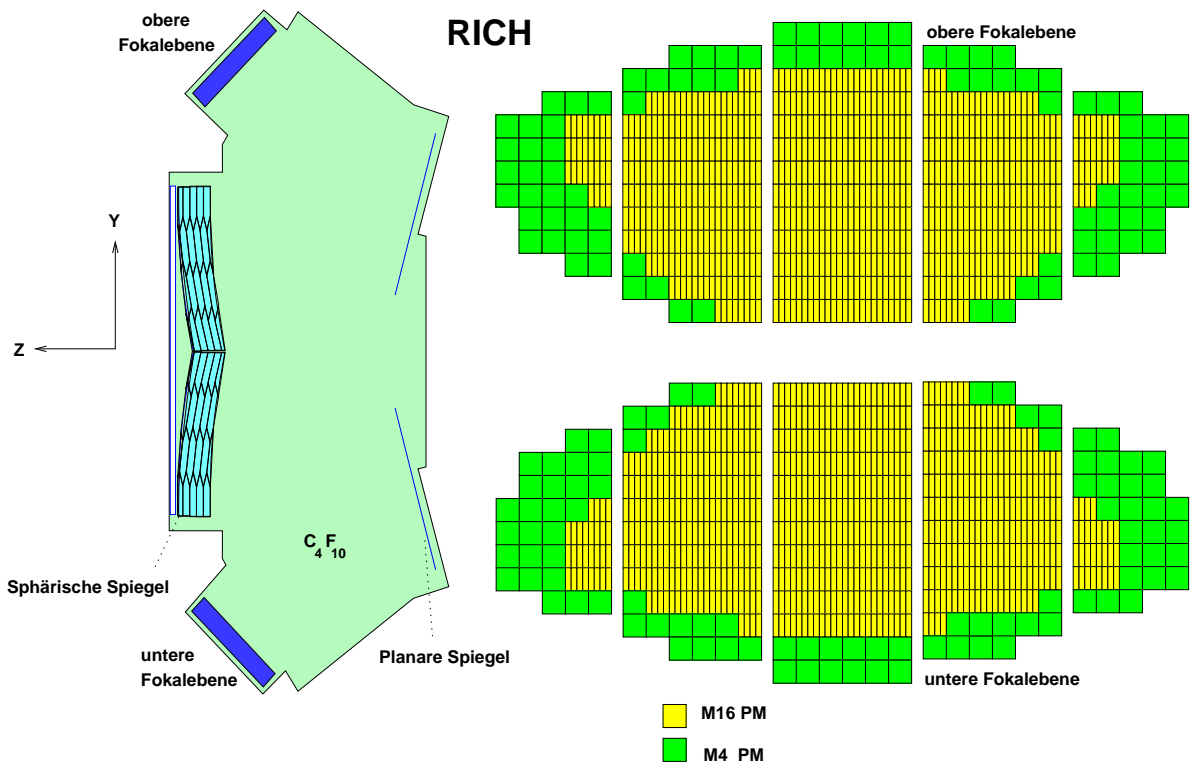 RICH
obere
Fokalebene
obere Fokalebene
Y
Z
C4F10
Sphärische Spiegel
Planare Spiegel
untere
Fokalebene
untere Fokalebene
M16 PM
M4 PM